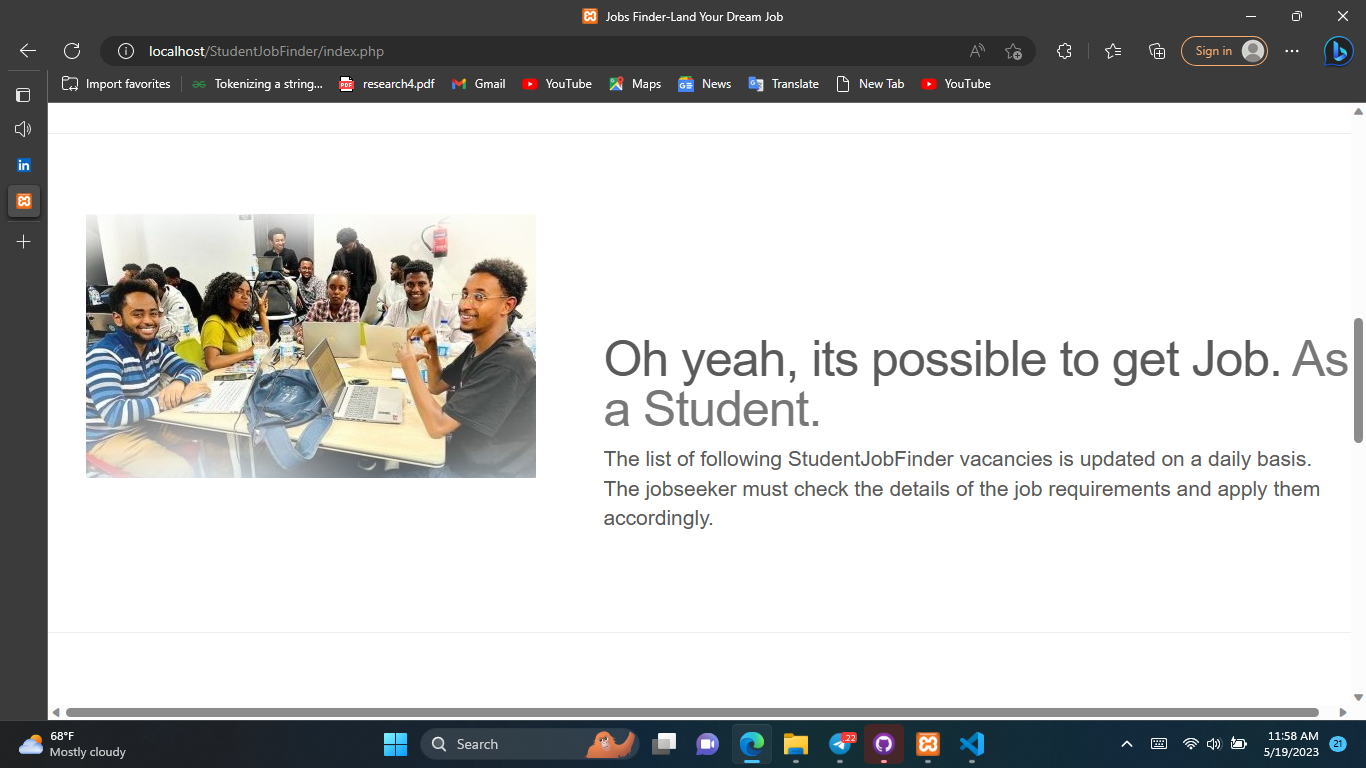 Jobs Finder-Land Your Dream Job
localhost/StudentJobFinder/index.php
Sign in
Import favorites
Tokenizing a string...
research4.pdf
Gmail
YouTube
Maps
News
Translate
New Tab
YouTube
Oh yeah, its possible to get Job. As
a Student.
The list of following StudentJobFinder vacancies is updated on a daily basis.
The jobseeker must check the details of the job requirements and apply them
accordingly.
68°F
Mostly cloudy
Search
22
11:58 AM
5/19/2023
21